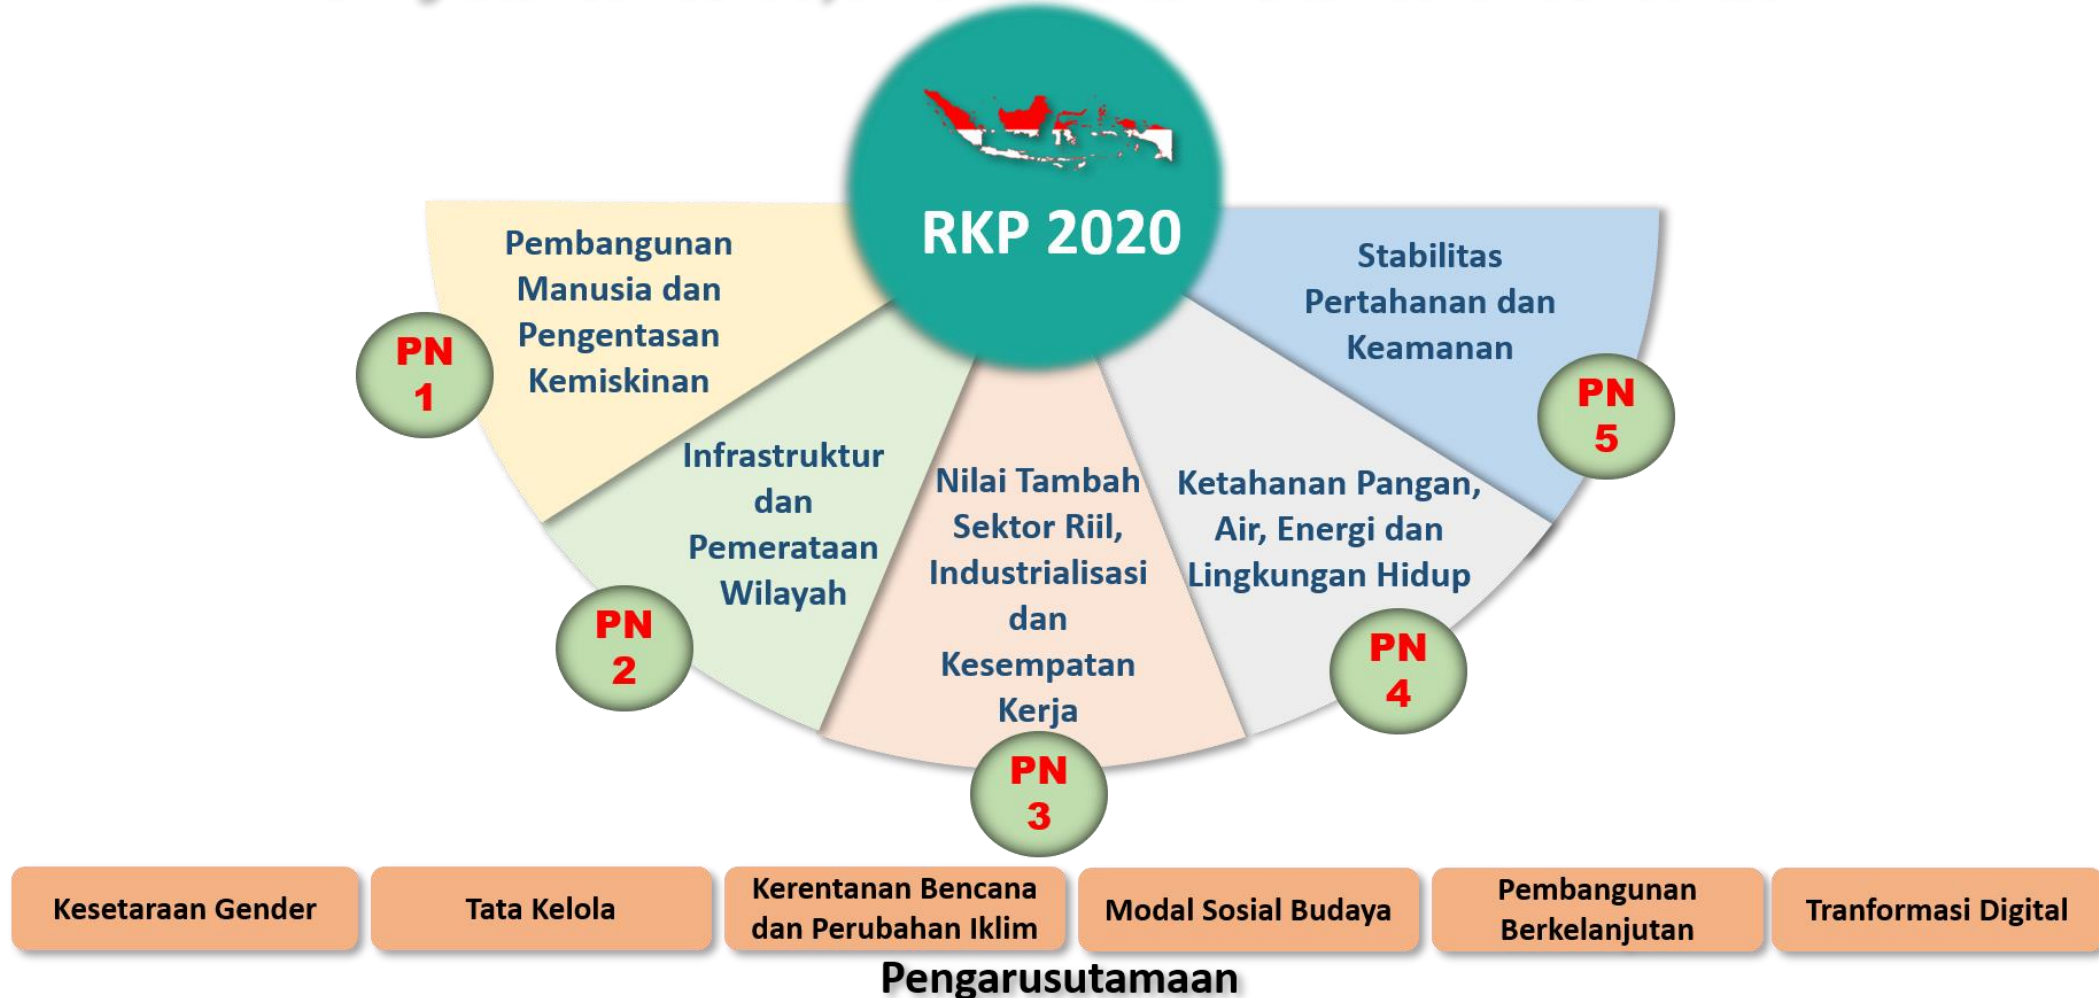 RKP 2020
Pembangunan
Manusia dan
Pengentasan
Kemiskinan
PN
1
Infrastruktur
dan
Pemerataan
Wilayah
PN
2
Nilai Tambah
Sektor Riil,
Industrialisasi
dan
Kesempatan
Kerja
PN
3
Ketahanan Pangan,
Air, Energi dan
Lingkungan Hidup
PN
4
Stabilitas
Pertahanan dan
Keamanan
PN
5
Kesetaraan Gender
Tata Kelola
Kerentanan Bencana
dan Perubahan Iklim
Modal Sosial Budaya
Pembangunan
Berkelanjutan
Tranformasi Digital
Pengarusutamaan